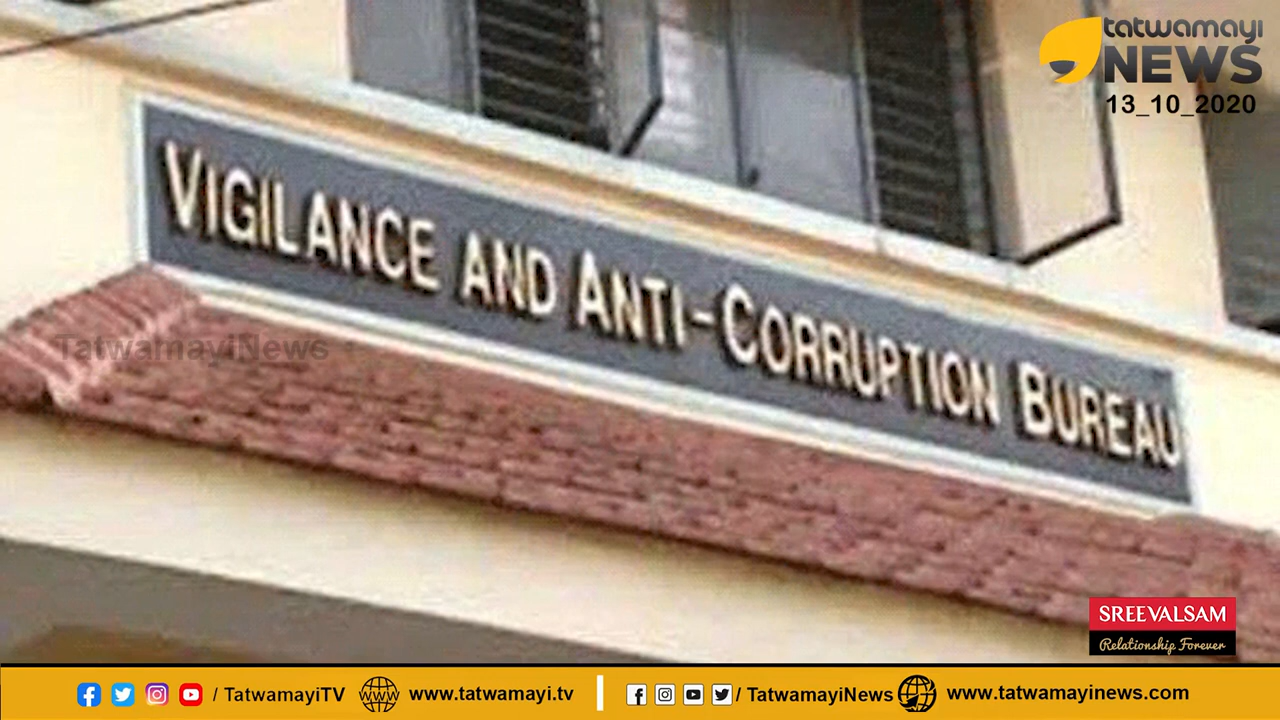 tatwamayi
NEWS
13_10_2020
VIGILANCE AND ANTI-CORRUPTION BUREAU
TatwamayiNews
SREEVALSAM
Relationship Forever
/ TatwamayiTV www.tatwamayi.tv / TatwamayiNews www.tatwamayinews.com